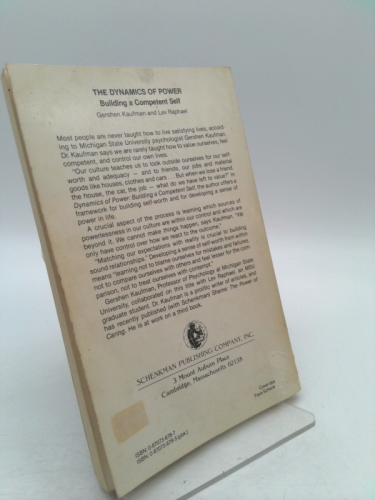 THE DYNAMICS OF POWER
Building a Competent Self
Gershen Kaufman and Lev Raphael
Most people are never taught how to live satisfying lives, accord-
ing to Michigan State University psychologist Gershen Kaufman.
Dr. Kaufman says we are rarely taught how to value ourselves, feel
competent, and control our own lives.
"Our culture teaches us to look outside ourselves for our self
worth and adequacy — and to friends, our jobs and material
goods like houses, clothes and cars . . . But when we lose a friend,
the house, the car, the job — what do we have left to value?" In
Dynamics of Power: Building a Competent Self, the author offers a
framework for building self-worth and for developing a sense of
power in life.
A crucial aspect of the process is learning which sources of
powerlessness in our culture are within our control and which are
beyond it. We cannot make things happen, says Kaufman. "We
only have control over how we react to the outcome."
"Matching our expectations with reality is crucial to building
sound relationships." Developing a sense of self-worth from within
means "learning not to blame ourselves for mistakes and failures,
not to compare ourselves with others and feel lesser for the com-
parison, not to treat ourselves with contempt."
Gershen Kaufman, Professor of Psychology at Michigan State
University, collaborated on this title with Lev Raphael, an MSU
graduate student. Dr. Kaufman is a prolific writer of articles, and
has recently published (with Schenkman) Shame: The Power of
Caring. He is at work on a third book.
SCHENKMAN PUBLISHING COMPANY, INC.
3 Mount Auburn Place
Cambridge, Massachusetts 02138